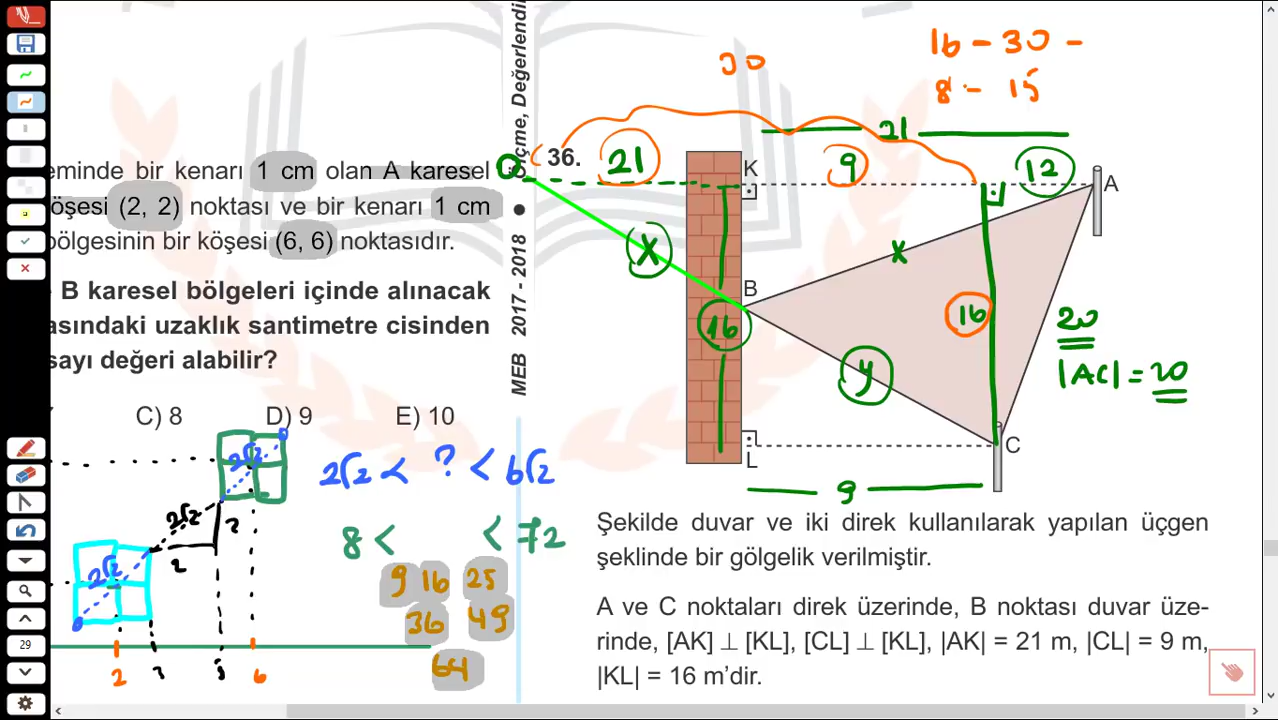 eminde bir kenarı 1 cm olan A karesel
öşesi (2, 2) noktası ve bir kenarı 1 cm
bölgesinin bir köşesi (6, 6) noktasıdır.
B karesel bölgeleri içinde alınacak
asındaki uzaklık santimetre cisinden
sayı değeri alabilir?
C) 8 D) 9 E) 10
2√2 < ? < 6√2
8 < < 72
9 16 25
36 49
64
2√2
2√2
2
2
2√2
2
6
29
MEB 2017 - 2018 ● Ölçme, Değerlendi
16 - 30 -
8 - 15
30
21
36.
21
K
9
12
A
x
x
B
16
16
y
20
|AC| = 20
L
C
9
Şekilde duvar ve iki direk kullanılarak yapılan üçgen
şeklinde bir gölgelik verilmiştir.
A ve C noktaları direk üzerinde, B noktası duvar üze-
rinde, [AK] ⊥ [KL], [CL] ⊥ [KL], |AK| = 21 m, |CL| = 9 m,
|KL| = 16 m’dir.